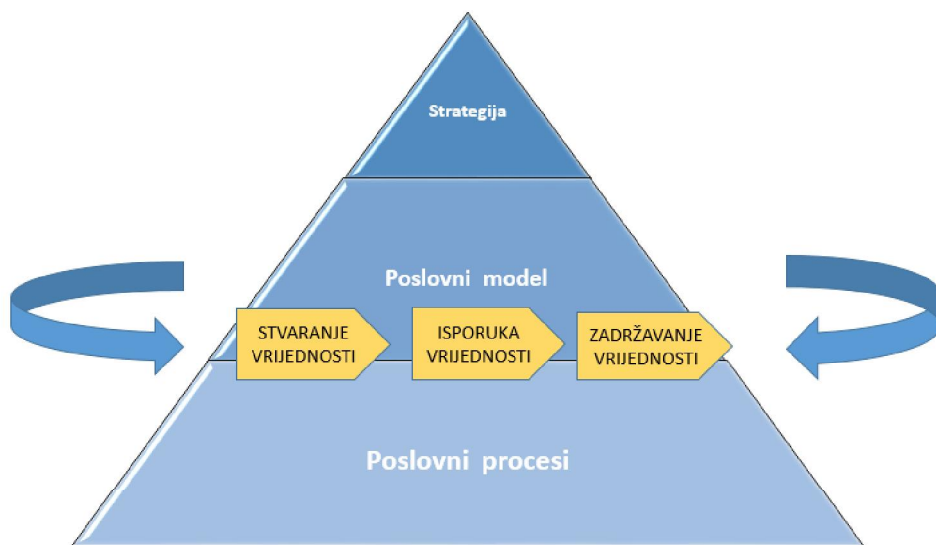 Strategija
Poslovni model
STVARANJE
VRIJEDNOSTI
ISPORUKA
VRIJEDNOSTI
ZADRŽAVANJE
VRIJEDNOSTI
Poslovni procesi